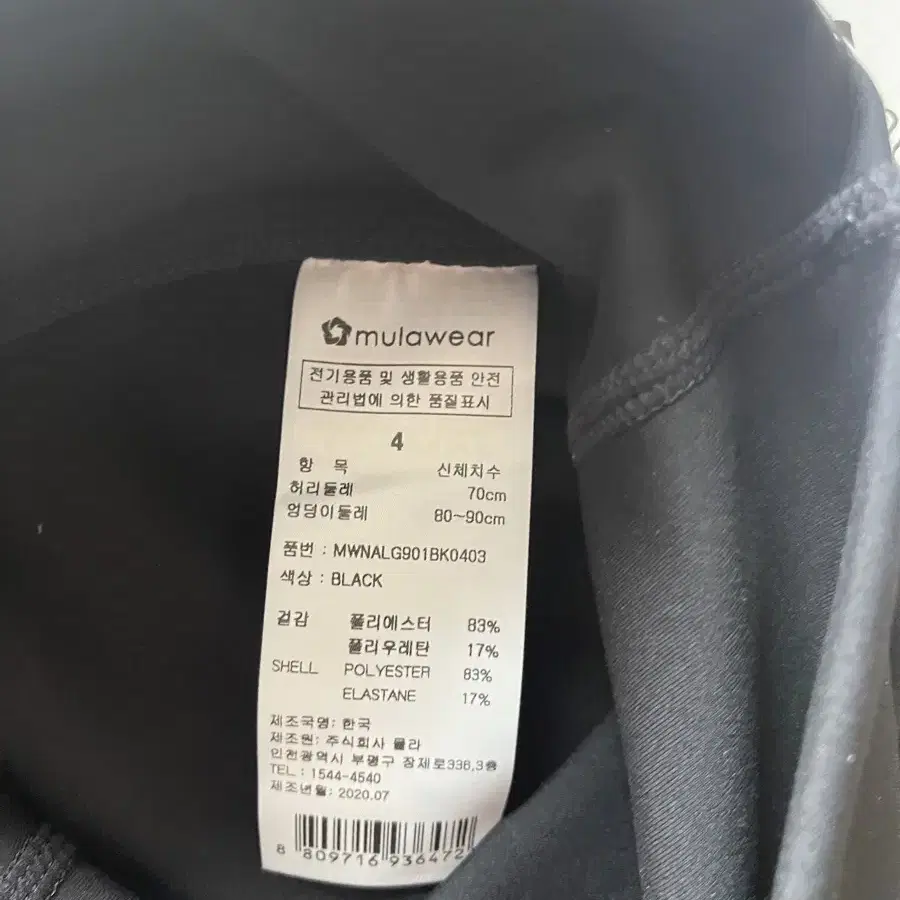 mulawear
전기용품 및 생활용품 안전
관리법에 의한 품질표시
4
항 목 신체치수
허리둘레 70cm
엉덩이둘레 80~90cm
품번 : MWNALG901BK0403
색상 : BLACK
겉감 폴리에스터 83%
폴리우레탄 17%
SHELL POLYESTER 83%
ELASTANE 17%
제조국명: 한국
제조원: 주식회사 물라
인천광역시 부평구 장제로338,3층
TEL : 1544-4540
제조년월: 2020.07
8 809716 936472